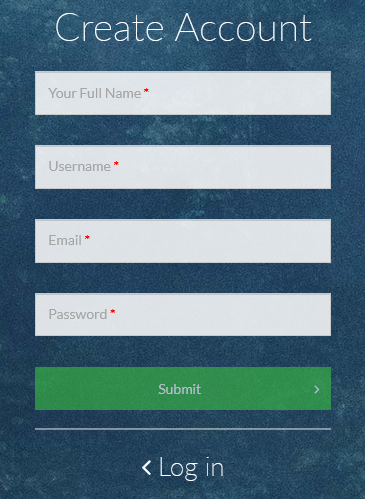 Create Account
Your Full Name *
Username *
Email *
Password *
Submit
Log in